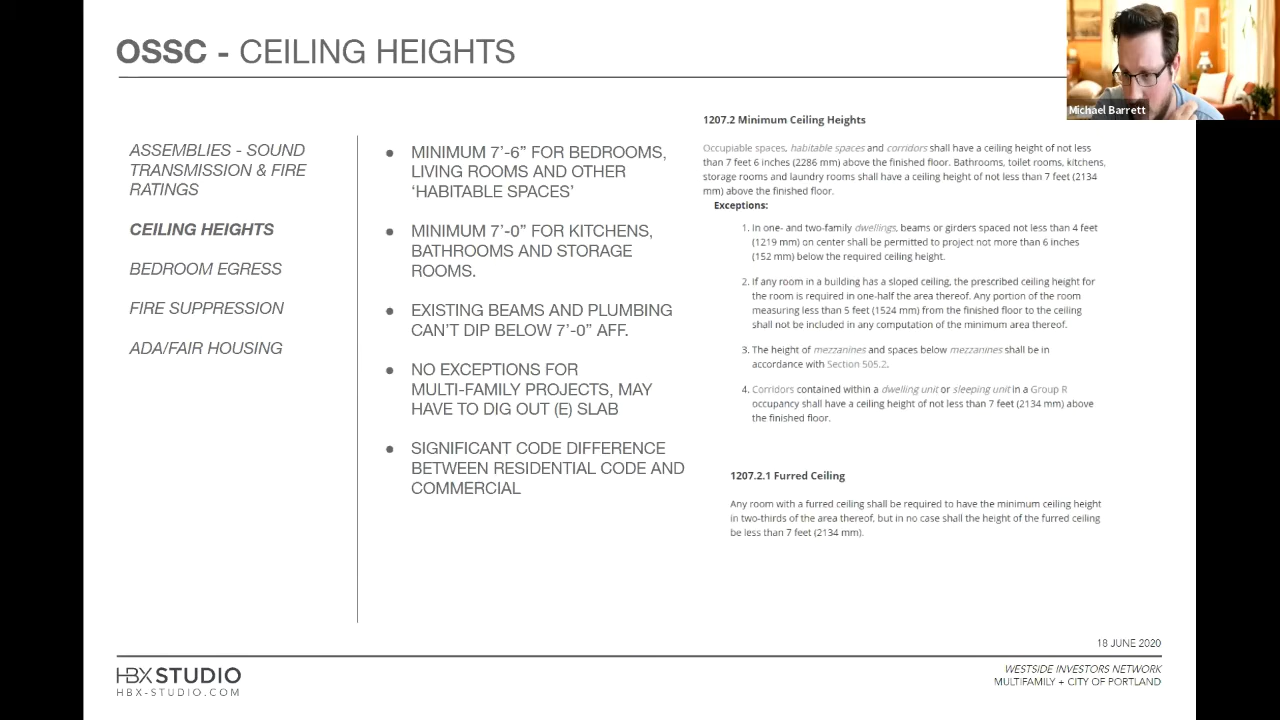 OSSC - CEILING HEIGHTS
Michael Barrett
ASSEMBLIES - SOUND
TRANSMISSION & FIRE
RATINGS
CEILING HEIGHTS
BEDROOM EGRESS
FIRE SUPPRESSION
ADA/FAIR HOUSING
● MINIMUM 7’-6” FOR BEDROOMS,
LIVING ROOMS AND OTHER
‘HABITABLE SPACES’
● MINIMUM 7’-0” FOR KITCHENS,
BATHROOMS AND STORAGE
ROOMS.
● EXISTING BEAMS AND PLUMBING
CAN’T DIP BELOW 7’-0” AFF.
● NO EXCEPTIONS FOR
MULTI-FAMILY PROJECTS, MAY
HAVE TO DIG OUT (E) SLAB
● SIGNIFICANT CODE DIFFERENCE
BETWEEN RESIDENTIAL CODE AND
COMMERCIAL
1207.2 Minimum Ceiling Heights
Occupiable spaces, habitable spaces and corridors shall have a ceiling height of not less
than 7 feet 6 inches (2286 mm) above the finished floor. Bathrooms, toilet rooms, kitchens,
storage rooms and laundry rooms shall have a ceiling height of not less than 7 feet (2134
mm) above the finished floor.
Exceptions:
1. In one- and two-family dwellings, beams or girders spaced not less than 4 feet
(1219 mm) on center shall be permitted to project not more than 6 inches
(152 mm) below the required ceiling height.
2. If any room in a building has a sloped ceiling, the prescribed ceiling height for
the room is required in one-half the area thereof. Any portion of the room
measuring less than 5 feet (1524 mm) from the finished floor to the ceiling
shall not be included in any computation of the minimum area thereof.
3. The height of mezzanines and spaces below mezzanines shall be in
accordance with Section 505.2.
4. Corridors contained within a dwelling unit or sleeping unit in a Group R
occupancy shall have a ceiling height of not less than 7 feet (2134 mm) above
the finished floor.
1207.2.1 Furred Ceiling
Any room with a furred ceiling shall be required to have the minimum ceiling height
in two-thirds of the area thereof, but in no case shall the height of the furred ceiling
be less than 7 feet (2134 mm).
18 JUNE 2020
HBX STUDIO
HBX-STUDIO.COM
WESTSIDE INVESTORS NETWORK
MULTIFAMILY + CITY OF PORTLAND